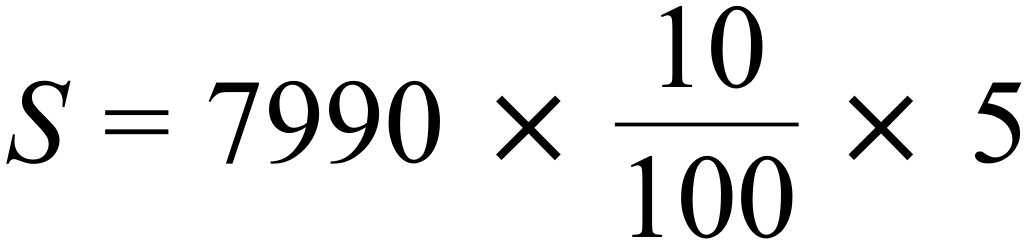 S = 7990 × 10/100 × 5